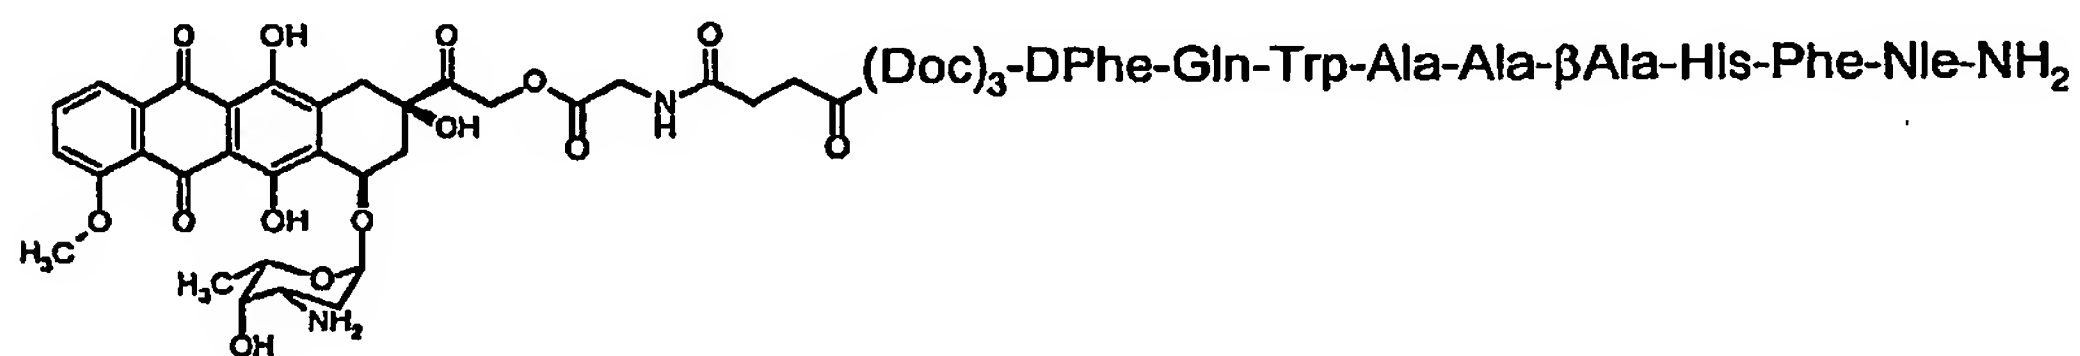 O OH O O (Doc)3-DPhe-Gln-Trp-Ala-Ala-βAla-His-Phe-Nle-NH2
O O N H OH O
O O OH O
H3C
H3C O
NH2
OH